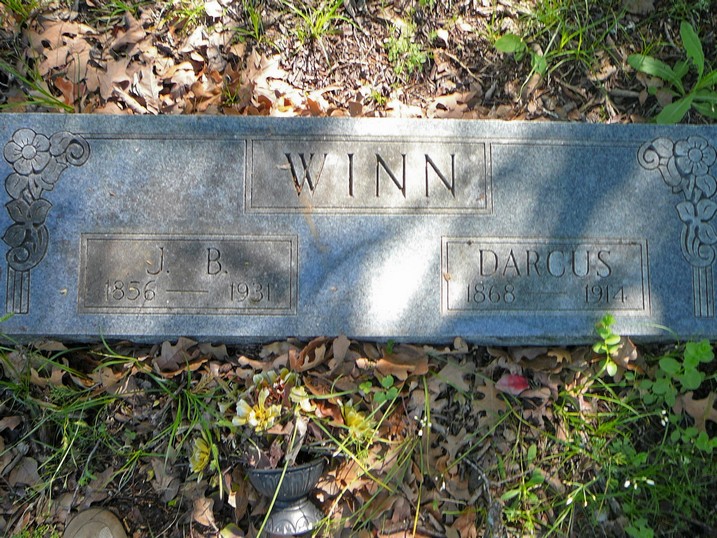 WINN
J. B.
1856 — 1931
DARCUS
1868 — 1914